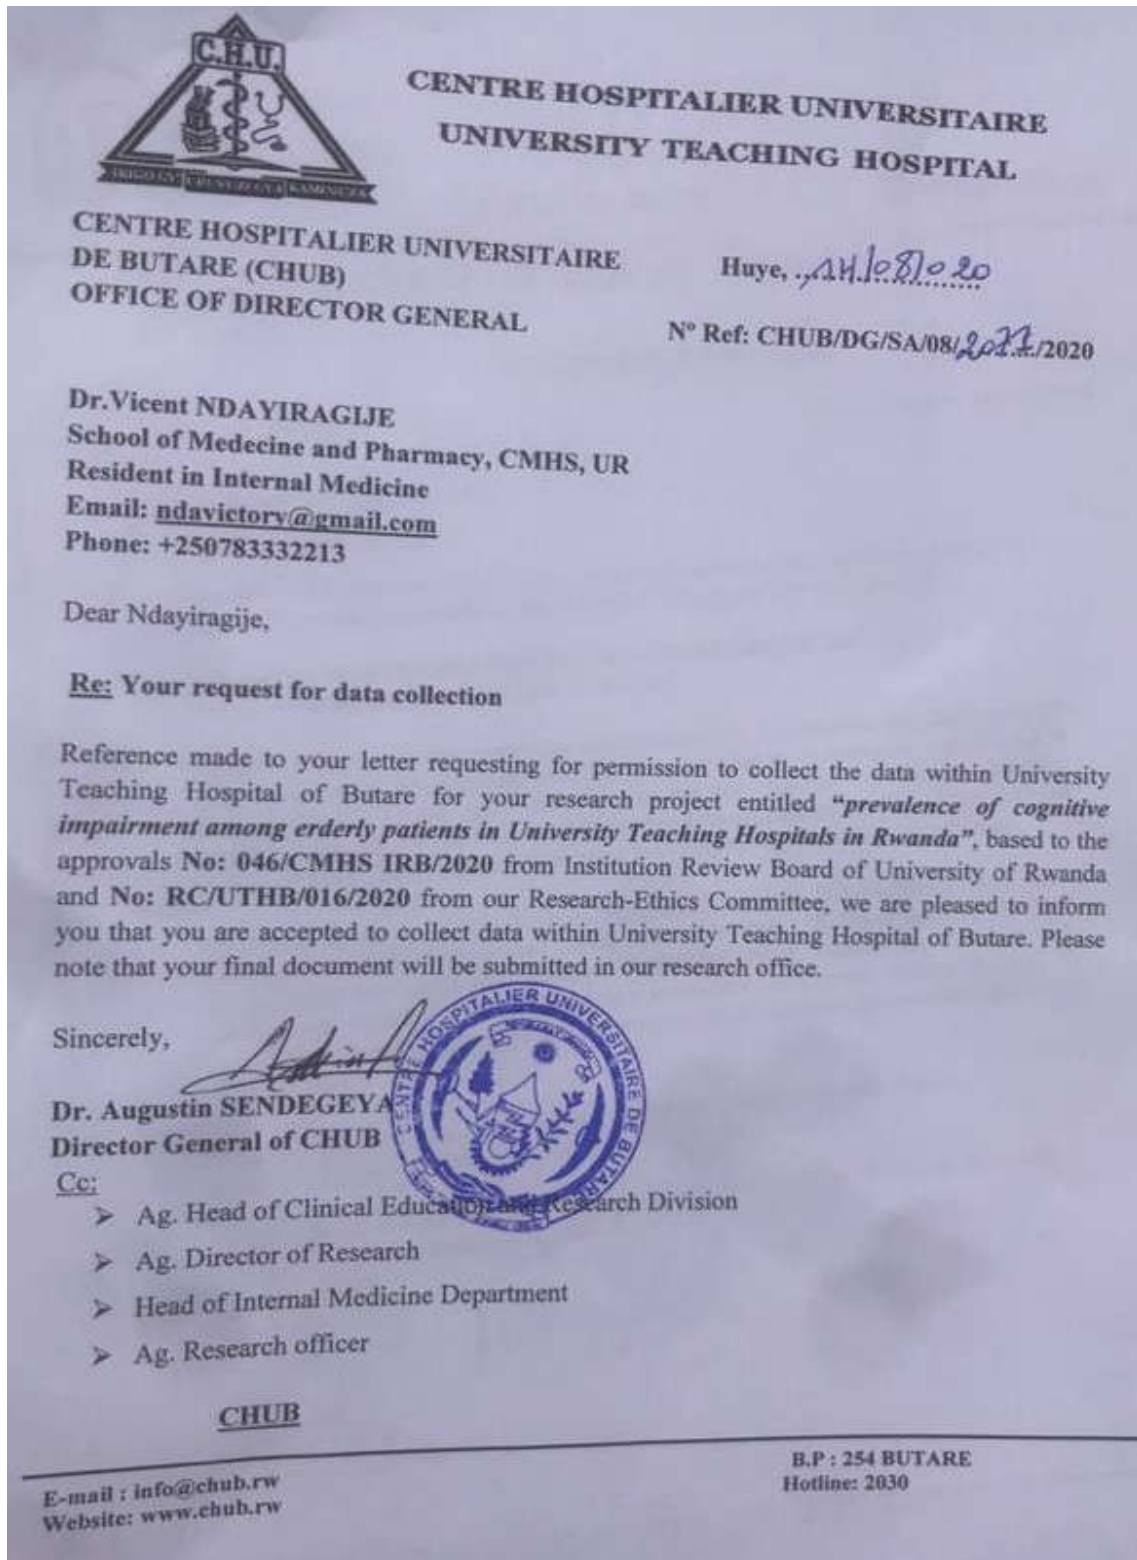 C.H.U.
CENTRE HOSPITALIER UNIVERSITAIRE
UNIVERSITY TEACHING HOSPITAL
CENTRE HOSPITALIER UNIVERSITAIRE
DE BUTARE (CHUB)
OFFICE OF DIRECTOR GENERAL
Huye, ..14/08/020
Nº Ref: CHUB/DG/SA/08/2077..../2020
Dr.Vicent NDAYIRAGIJE
School of Medecine and Pharmacy, CMHS, UR
Resident in Internal Medicine
Email: ndavictory@gmail.com
Phone: +250783332213
Dear Ndayiragije,
Re: Your request for data collection
Reference made to your letter requesting for permission to collect the data within University
Teaching Hospital of Butare for your research project entitled “prevalence of cognitive
impairment among erderly patients in University Teaching Hospitals in Rwanda”, based to the
approvals No: 046/CMHS IRB/2020 from Institution Review Board of University of Rwanda
and No: RC/UTHB/016/2020 from our Research-Ethics Committee, we are pleased to inform
you that you are accepted to collect data within University Teaching Hospital of Butare. Please
note that your final document will be submitted in our research office.
Sincerely,
CENTRE HOSPITALIER UNIVERSITAIRE DE BUTARE
Dr. Augustin SENDEGEYA
Director General of CHUB
Cc:
➢ Ag. Head of Clinical Education and Research Division
➢ Ag. Director of Research
➢ Head of Internal Medicine Department
➢ Ag. Research officer
CHUB
E-mail : info@chub.rw
Website: www.chub.rw
B.P : 254 BUTARE
Hotline: 2030